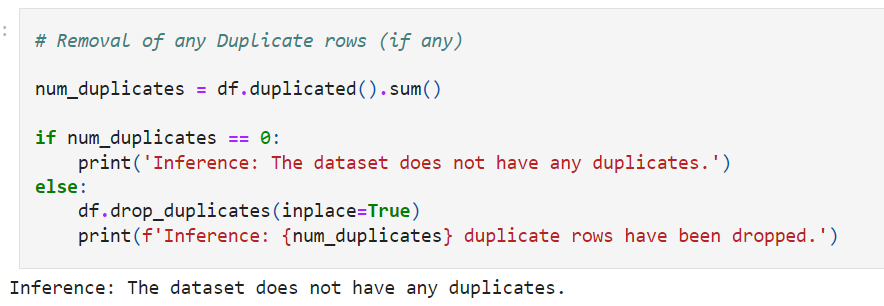 :
# Removal of any Duplicate rows (if any)
num_duplicates = df.duplicated().sum()
if num_duplicates == 0:
    print('Inference: The dataset does not have any duplicates.')
else:
    df.drop_duplicates(inplace=True)
    print(f'Inference: {num_duplicates} duplicate rows have been dropped.')
Inference: The dataset does not have any duplicates.